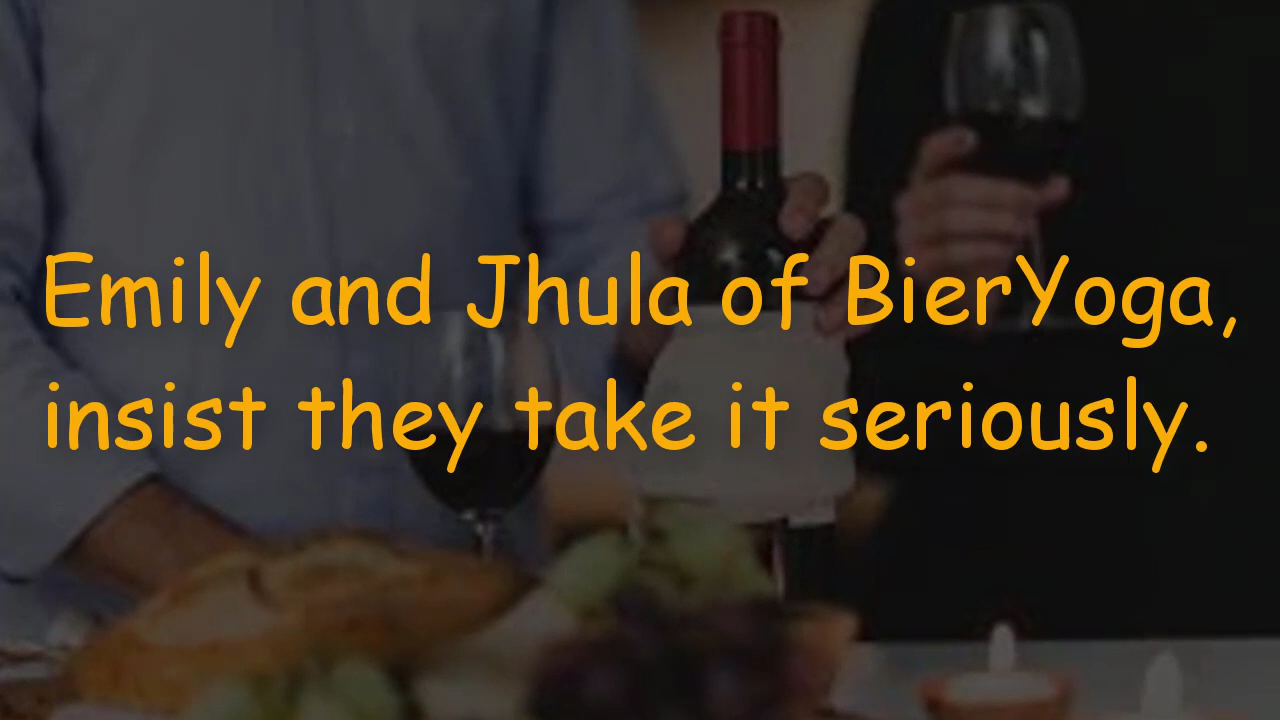 Emily and Jhula of BierYoga,
insist they take it seriously.